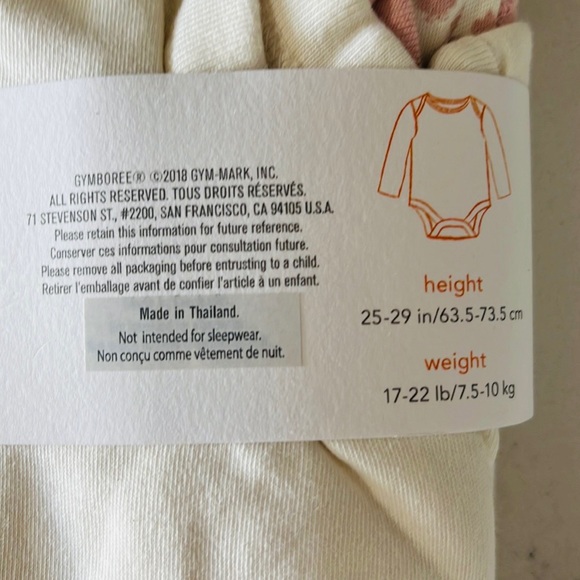 GYMBOREE® ©2018 GYM-MARK, INC.
ALL RIGHTS RESERVED. TOUS DROITS RÉSERVÉS.
71 STEVENSON ST., #2200, SAN FRANCISCO, CA 94105 U.S.A.
Please retain this information for future reference.
Conserver ces informations pour consultation future.
Please remove all packaging before entrusting to a child.
Retirer l'emballage avant de confier l'article à un enfant.
Made in Thailand.
Not intended for sleepwear.
Non conçu comme vêtement de nuit.
height
25-29 in/63.5-73.5 cm
weight
17-22 lb/7.5-10 kg